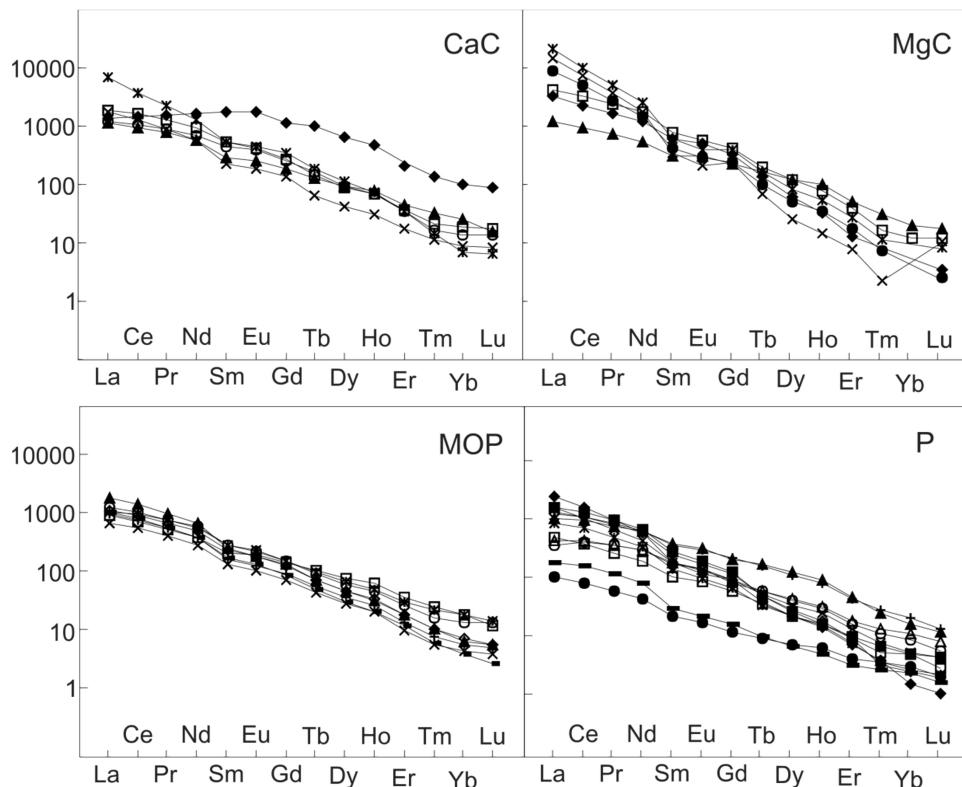 CaC
MgC
10000
1000
100
10
1
Ce Nd Eu Tb Ho Tm Lu
Ce Nd Eu Tb Ho Tm Lu
La Pr Sm Gd Dy Er Yb
La Pr Sm Gd Dy Er Yb
MOP
P
10000
1000
100
10
1
Ce Nd Eu Tb Ho Tm Lu
Ce Nd Eu Tb Ho Tm Lu
La Pr Sm Gd Dy Er Yb
La Pr Sm Gd Dy Er Yb